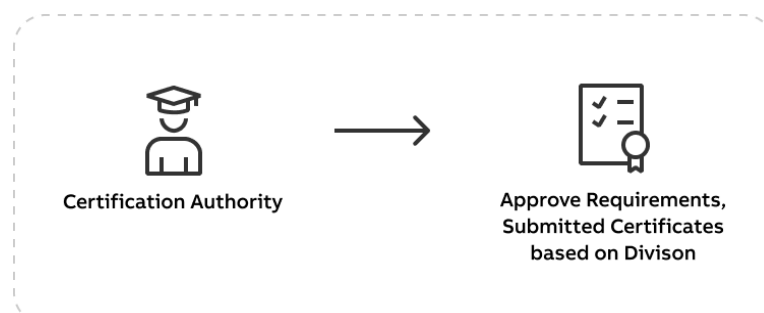 Certification Authority
Approve Requirements,
Submitted Certificates
based on Divison